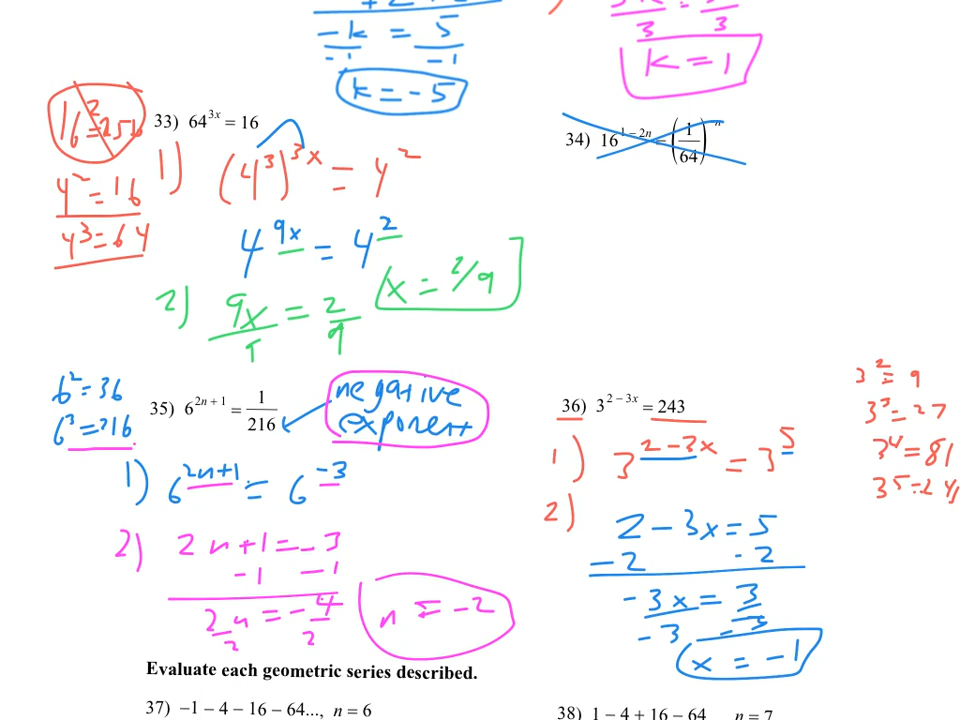 -k = 5
-1 -1
k = -5
3 3
k = 1
16² = 256
4² = 16
4³ = 64
33) 64^{3x} = 16
1) (4³)^{3x} = 4²
4^{9x} = 4²
2) 9x = 2
9 9
x = 2/9
34) 16^{1 − 2n} = (1/64)
6² = 36
6³ = 216
35) 6^{2n + 1} = 1/216
negative
exponent
1) 6^{2n+1} = 6^{-3}
2) 2n+1 = -3
-1 -1
2n = -4
2 2
n = -2
36) 3^{2 − 3x} = 243
3² = 9
3³ = 27
3⁴ = 81
3⁵ = 24
1) 3^{2-3x} = 3⁵
2) 2 - 3x = 5
-2 -2
-3x = 3
-3 -3
x = -1
Evaluate each geometric series described.
37) −1 − 4 − 16 − 64..., n = 6
38) 1 − 4 + 16 − 64 n = 7